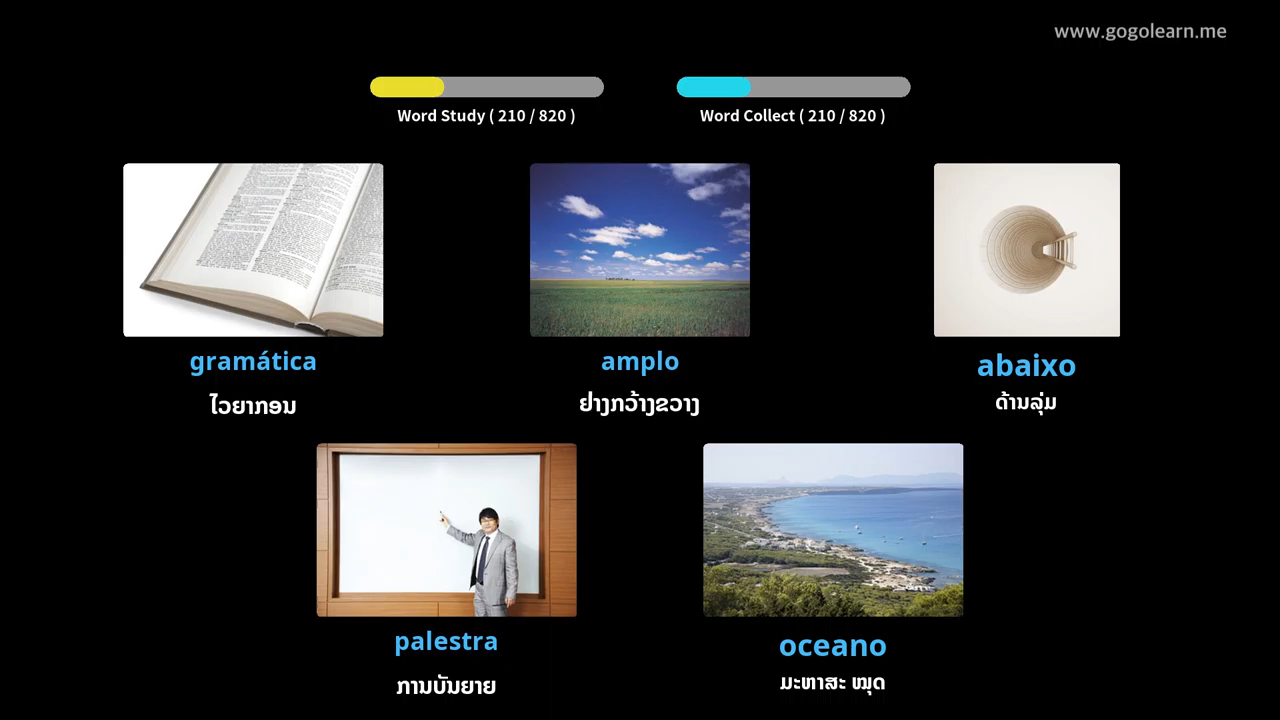 www.gogolearn.me
Word Study ( 210 / 820 )
Word Collect ( 210 / 820 )
gramática
ໄວຍາກອນ
amplo
ຢ່າງກວ້າງຂວາງ
abaixo
ດ້ານລຸ່ມ
palestra
ການບັນຍາຍ
oceano
ມະຫາສະ ໝຸດ